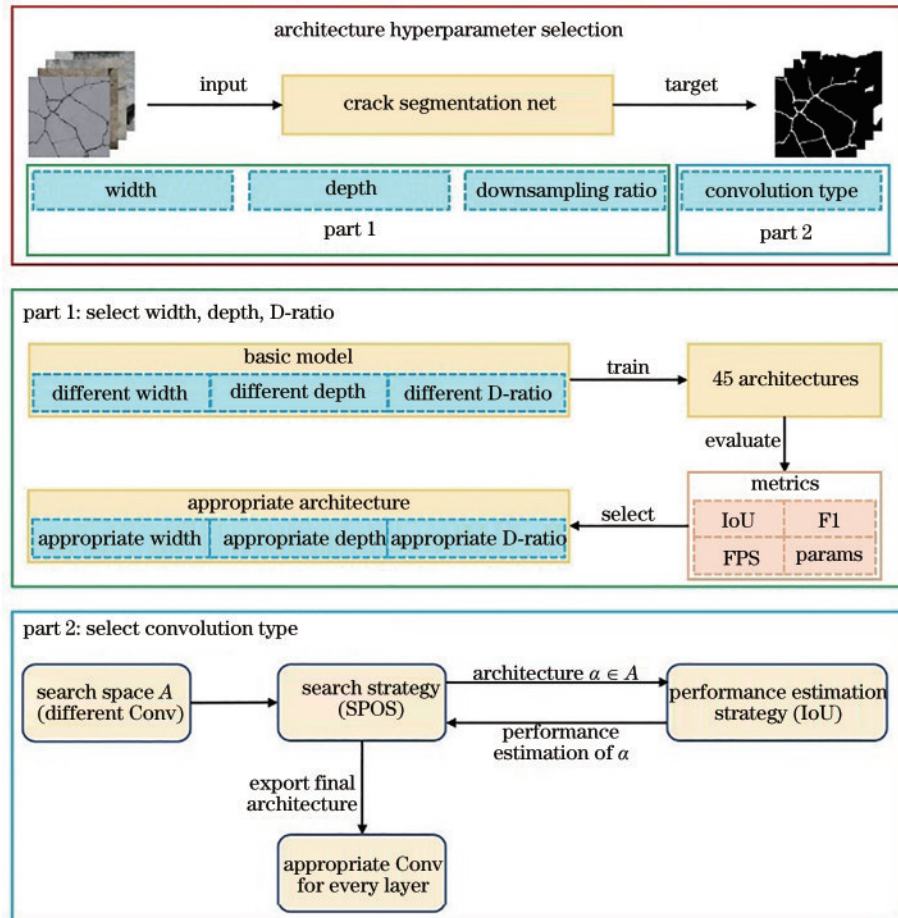 architecture hyperparameter selection
input
crack segmentation net
target
width
depth
downsampling ratio
convolution type
part 1
part 2
part 1: select width, depth, D-ratio
basic model
different width
different depth
different D-ratio
train
45 architectures
evaluate
metrics
IoU
F1
FPS
params
select
appropriate architecture
appropriate width
appropriate depth
appropriate D-ratio
part 2: select convolution type
search space A
(different Conv)
search strategy
(SPOS)
architecture α ∈ A
performance estimation
strategy (IoU)
performance
estimation of α
export final
architecture
appropriate Conv
for every layer